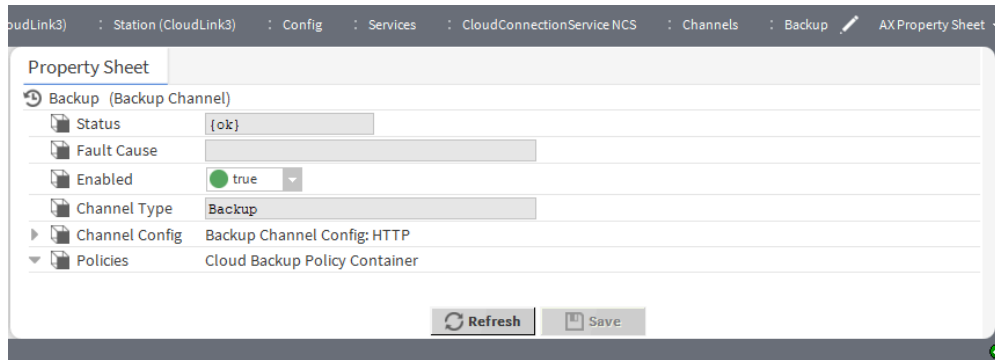 oudLink3) : Station (CloudLink3) : Config : Services : CloudConnectionService NCS : Channels : Backup AX Property Sheet
Property Sheet
Backup (Backup Channel)
Status {ok}
Fault Cause
Enabled true
Channel Type Backup
Channel Config Backup Channel Config: HTTP
Policies Cloud Backup Policy Container
Refresh Save